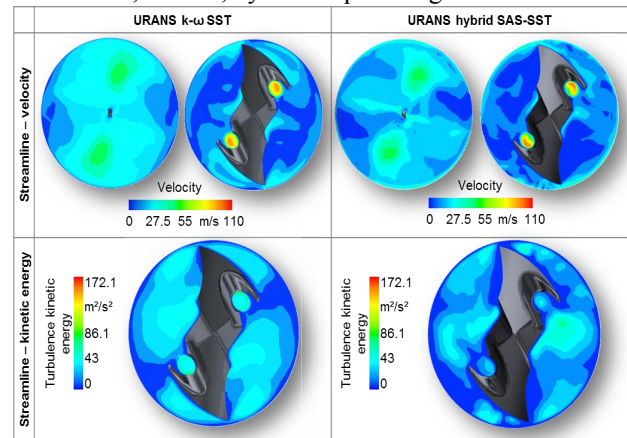 URANS k-ω SST
URANS hybrid SAS-SST
Streamline – velocity
Velocity
0 27.5 55 m/s 110
Velocity
0 27.5 55 m/s 110
Streamline – kinetic energy
Turbulence kinetic
energy
172.1
m²/s²
86.1
43
0
Turbulence kinetic
energy
172.1
m²/s²
86.1
43
0